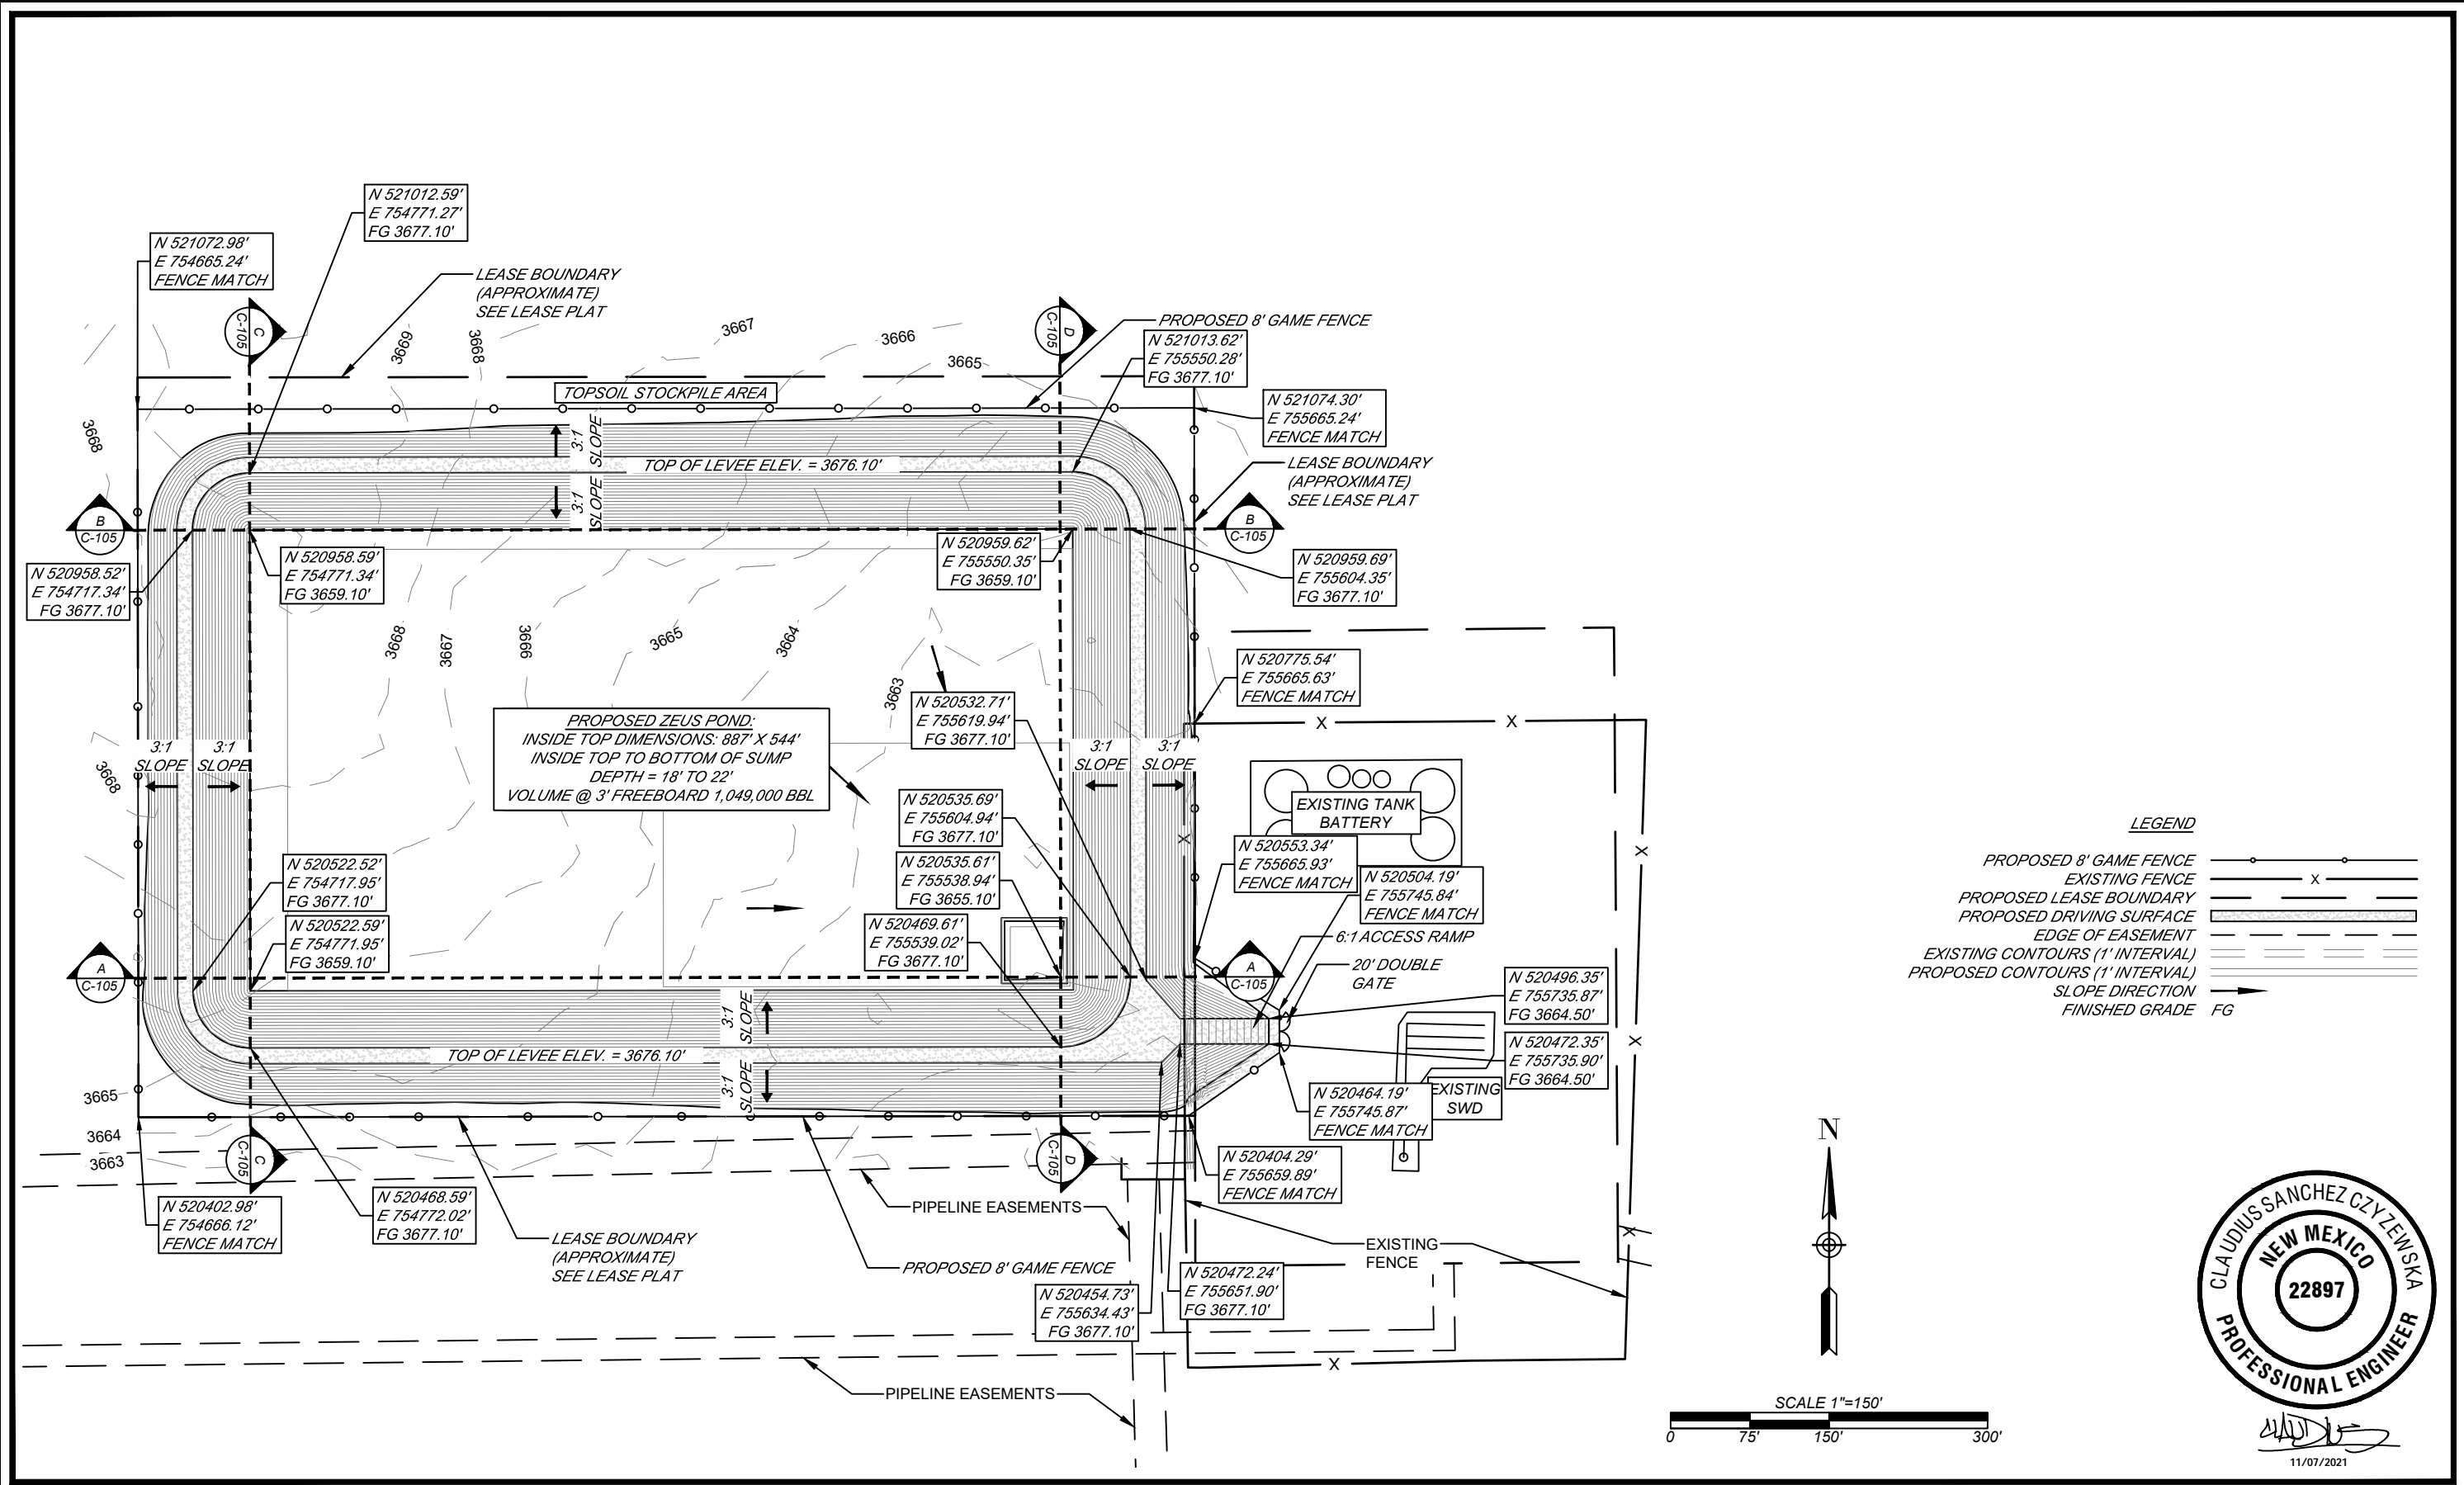 N 521012.59'
E 754771.27'
FG 3677.10'
N 521072.98'
E 754665.24'
FENCE MATCH
LEASE BOUNDARY
(APPROXIMATE)
SEE LEASE PLAT
C
C-105
D
C-105
3669
3668
3667
3666
3665
PROPOSED 8' GAME FENCE
N 521013.62'
E 755550.28'
FG 3677.10'
TOPSOIL STOCKPILE AREA
N 521074.30'
E 755665.24'
FENCE MATCH
3668
3:1
SLOPE
TOP OF LEVEE ELEV. = 3676.10'
3:1
SLOPE
LEASE BOUNDARY
(APPROXIMATE)
SEE LEASE PLAT
B
C-105
B
C-105
N 520958.52'
E 754717.34'
FG 3677.10'
N 520958.59'
E 754771.34'
FG 3659.10'
N 520959.62'
E 755550.35'
FG 3659.10'
N 520959.69'
E 755604.35'
FG 3677.10'
3668
3667
3666
3665
3664
3663
N 520775.54'
E 755665.63'
FENCE MATCH
X
X
PROPOSED ZEUS POND:
INSIDE TOP DIMENSIONS: 887' X 544'
INSIDE TOP TO BOTTOM OF SUMP
DEPTH = 18' TO 22'
VOLUME @ 3' FREEBOARD 1,049,000 BBL
N 520532.71'
E 755619.94'
FG 3677.10'
3:1
SLOPE
3:1
SLOPE
3:1
SLOPE
3:1
SLOPE
3668
N 520535.69'
E 755604.94'
FG 3677.10'
EXISTING TANK
BATTERY
X
X
N 520553.34'
E 755665.93'
FENCE MATCH
N 520522.52'
E 754717.95'
FG 3677.10'
N 520535.61'
E 755538.94'
FG 3655.10'
N 520504.19'
E 755745.84'
FENCE MATCH
N 520522.59'
E 754771.95'
FG 3659.10'
N 520469.61'
E 755539.02'
FG 3677.10'
6:1 ACCESS RAMP
20' DOUBLE
GATE
A
C-105
A
C-105
N 520496.35'
E 755735.87'
FG 3664.50'
3:1
SLOPE
TOP OF LEVEE ELEV. = 3676.10'
3:1
SLOPE
N 520472.35'
E 755735.90'
FG 3664.50'
X
3665
3664
3663
N 520464.19'
E 755745.87'
FENCE MATCH
EXISTING
SWD
C
C-105
D
C-105
N 520404.29'
E 755659.89'
FENCE MATCH
N 520402.98'
E 754666.12'
FENCE MATCH
N 520468.59'
E 754772.02'
FG 3677.10'
PIPELINE EASEMENTS
LEASE BOUNDARY
(APPROXIMATE)
SEE LEASE PLAT
PROPOSED 8' GAME FENCE
EXISTING
FENCE
X
N 520472.24'
E 755651.90'
FG 3677.10'
N 520454.73'
E 755634.43'
FG 3677.10'
X
PIPELINE EASEMENTS
LEGEND
PROPOSED 8' GAME FENCE
EXISTING FENCE
X
PROPOSED LEASE BOUNDARY
PROPOSED DRIVING SURFACE
EDGE OF EASEMENT
EXISTING CONTOURS (1' INTERVAL)
PROPOSED CONTOURS (1' INTERVAL)
SLOPE DIRECTION
FINISHED GRADE FG
N
SCALE 1"=150'
0 75' 150' 300'
CLAUDIUS SANCHEZ CZYZEWSKA
NEW MEXICO
22897
PROFESSIONAL ENGINEER
11/07/2021